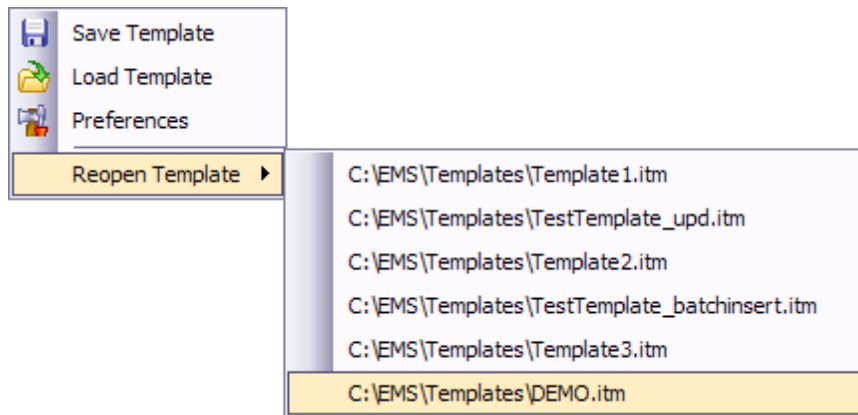 Save Template
Load Template
Preferences
Reopen Template
C:\EMS\Templates\Template1.itm
C:\EMS\Templates\TestTemplate_upd.itm
C:\EMS\Templates\Template2.itm
C:\EMS\Templates\TestTemplate_batchinsert.itm
C:\EMS\Templates\Template3.itm
C:\EMS\Templates\DEMO.itm